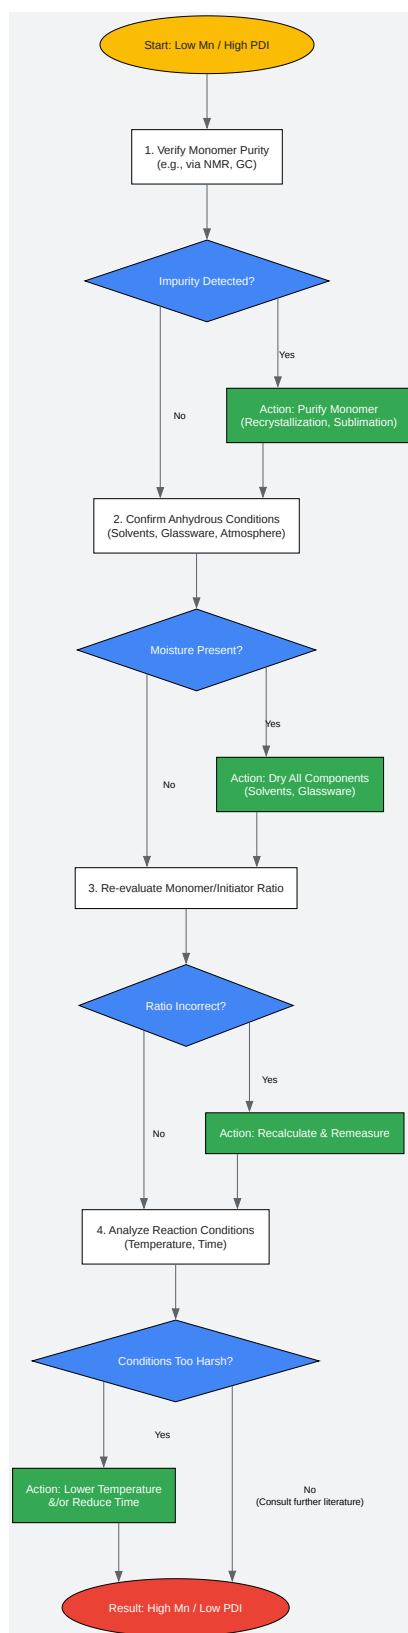 Start: Low Mn / High PDI
1. Verify Monomer Purity
(e.g., via NMR, GC)
Impurity Detected?
Yes
No
Action: Purify Monomer
(Recrystallization, Sublimation)
2. Confirm Anhydrous Conditions
(Solvents, Glassware, Atmosphere)
Moisture Present?
Yes
No
Action: Dry All Components
(Solvents, Glassware)
3. Re-evaluate Monomer/Initiator Ratio
Ratio Incorrect?
Yes
No
Action: Recalculate & Remeasure
4. Analyze Reaction Conditions
(Temperature, Time)
Conditions Too Harsh?
Yes
Action: Lower Temperature
&/or Reduce Time
No
(Consult further literature)
Result: High Mn / Low PDI